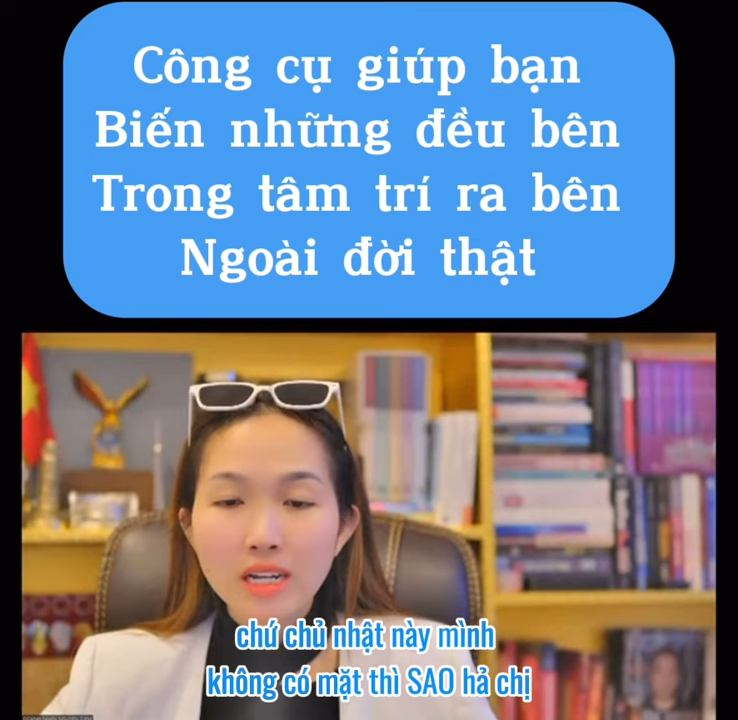 Công cụ giúp bạn
Biến những đều bên
Trong tâm trí ra bên
Ngoài đời thật
chứ chủ nhật này mình
không có mặt thì SAO hả chị